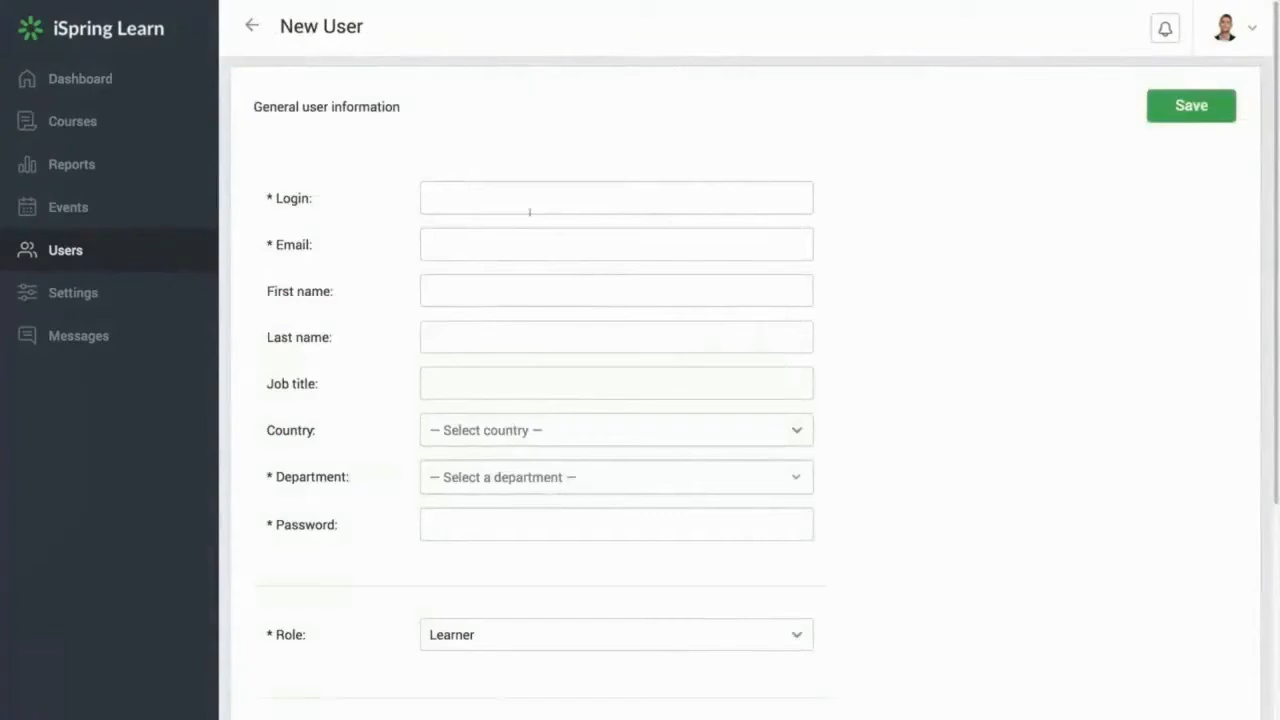 iSpring Learn
New User
Dashboard
Courses
Reports
Events
Users
Settings
Messages
General user information
Save
* Login:
* Email:
First name:
Last name:
Job title:
Country:
— Select country —
* Department:
— Select a department —
* Password:
* Role:
Learner